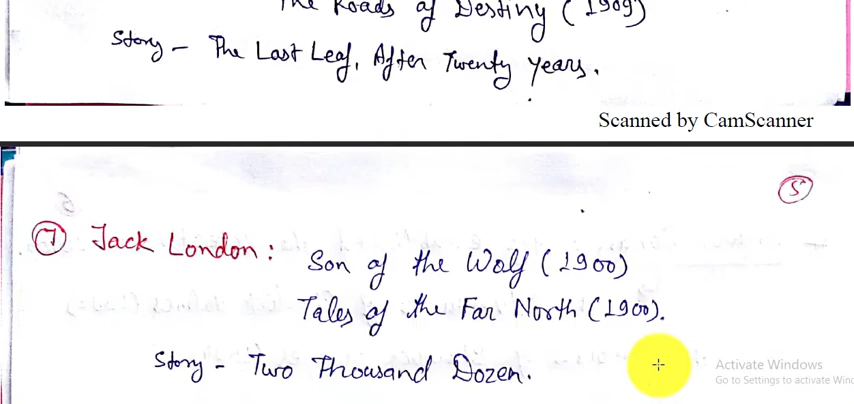 The Roads of Destiny (1909)
Story - The Last Leaf, After Twenty Years.
Scanned by CamScanner
5
7 Jack London:
Son of the Wolf (1900)
Tales of the Far North (1900).
Story - Two Thousand Dozen.
Activate Windows
Go to Settings to activate Winc